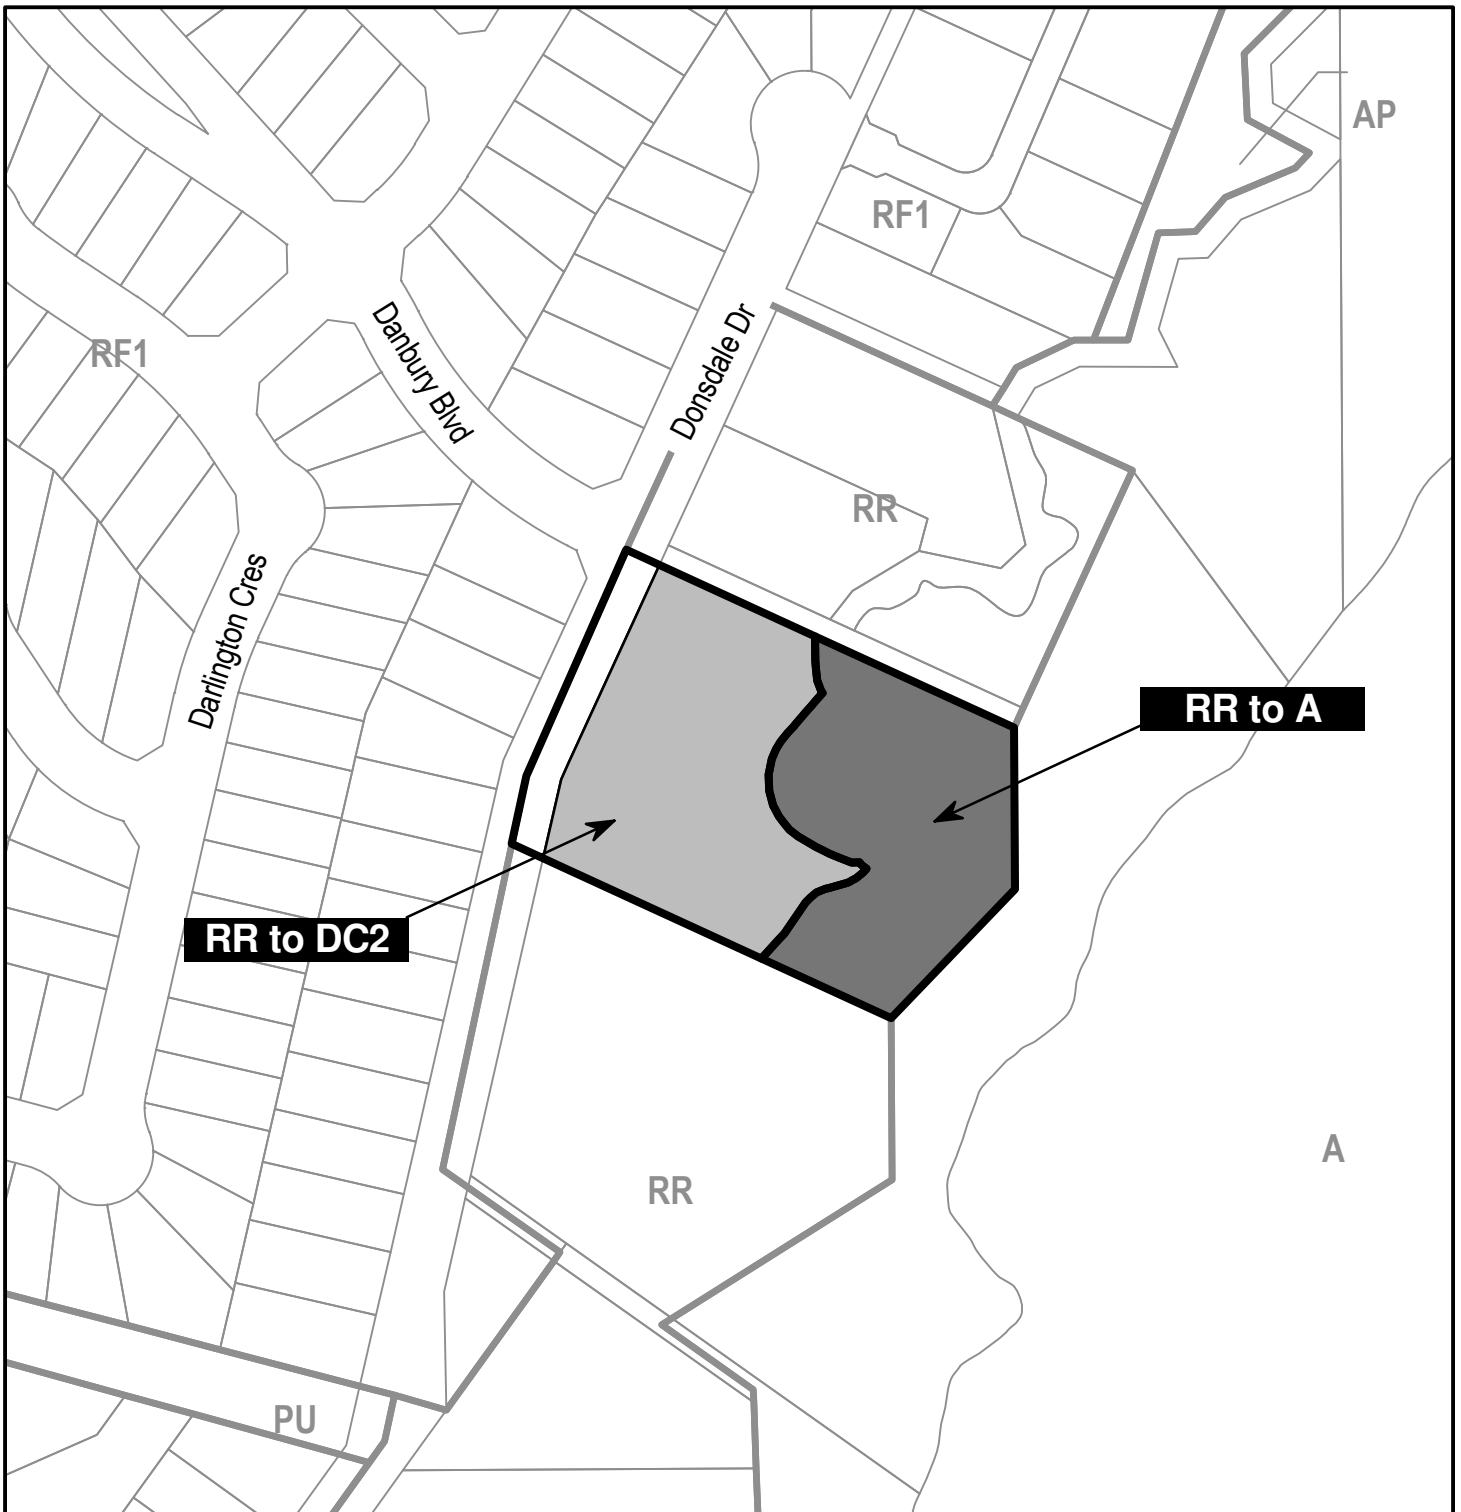 AP
RF1
Danbury Blvd
Donsdale Dr
RF1
RR
Darlington Cres
RR to A
RR to DC2
A
RR
PU